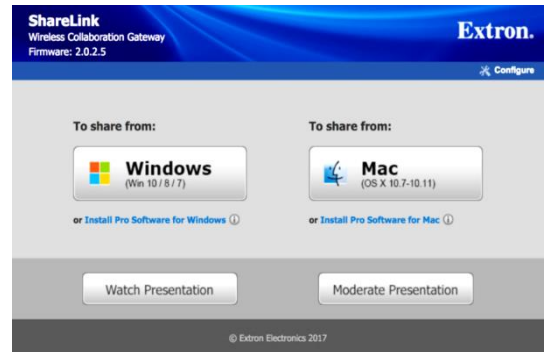 ShareLink
Wireless Collaboration Gateway
Firmware: 2.0.2.5
Extron.
Configure
To share from:
Windows
(Win 10 / 8 / 7)
or Install Pro Software for Windows
To share from:
Mac
(OS X 10.7-10.11)
or Install Pro Software for Mac
Watch Presentation
Moderate Presentation
© Extron Electronics 2017